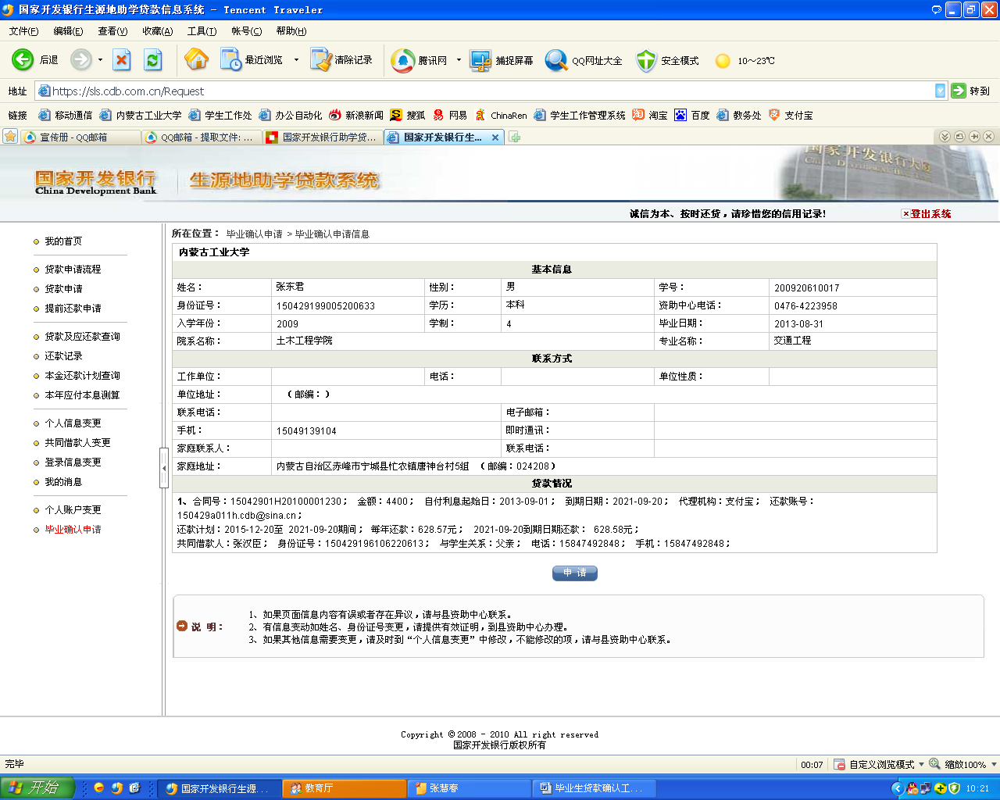 国家开发银行生源地助学贷款信息系统 - Tencent Traveler
文件(F) 编辑(E) 查看(V) 收藏(A) 工具(T) 帐号(C) 帮助(H)
后退 最近浏览 清除记录 腾讯网 捕捉屏幕 QQ网址大全 安全模式 10～23℃
地址 https://sls.cdb.com.cn/Request 转到
链接 移动通信 内蒙古工业大学 学生工作处 办公自动化 新浪新闻 搜狐 网易 ChinaRen 学生工作管理系统 淘宝 百度 教务处 支付宝
宣传册 - QQ邮箱 QQ邮箱 - 提取文件: ... 国家开发银行助学贷... 国家开发银行生...
国家开发银行 生源地助学贷款系统
China Development Bank
国家开发银行大厦
诚信为本、按时还贷，请珍惜您的信用记录! 登出系统
我的首页
贷款申请流程
贷款申请
提前还款申请
贷款及应还款查询
还款记录
本金还款计划查询
本年应付本息测算
个人信息变更
共同借款人变更
登录信息变更
我的消息
个人账户变更
毕业确认申请
所在位置： 毕业确认申请 > 毕业确认申请信息
内蒙古工业大学
基本信息
姓名： 张东君 性别： 男 学号： 200920610017
身份证号： 150429199005200633 学历： 本科 资助中心电话： 0476-4223958
入学年份： 2009 学制： 4 毕业日期： 2013-08-31
院系名称： 土木工程学院 专业名称： 交通工程
联系方式
工作单位： 电话： 单位性质：
单位地址： （邮编：）
联系电话： 电子邮箱：
手机： 15049139104 即时通讯：
家庭联系人： 联系电话：
家庭地址： 内蒙古自治区赤峰市宁城县忙农镇唐神台村5组 （邮编：024208）
贷款情况
1、合同号：15042901H20100001230； 金额：4400； 自付利息起始日：2013-09-01； 到期日期：2021-09-20； 代理机构：支付宝； 还款账号：
150429a011h.cdb@sina.cn；
还款计划：2015-12-20至 2021-09-20期间； 每年还款：628.57元； 2021-09-20到期日期还款： 628.58元；
共同借款人：张汉臣； 身份证号：150429196106220613； 与学生关系：父亲； 电话：15847492848； 手机：15847492848；
申 请
说 明：
1、如果页面信息内容有误或者存在异议，请与县资助中心联系。
2、有信息变动如姓名、身份证号变更，请提供有效证明，到县资助中心办理。
3、如果其他信息需要变更，请及时到“个人信息变更”中修改，不能修改的项，请与县资助中心联系。
Copyright ©2008 - 2010 All right reserved
国家开发银行版权所有
完毕 00:07 自定义浏览模式 缩放100%
开始 国家开发银行生源... 教育厅 张慧春 毕业生贷款确认工... 10:21